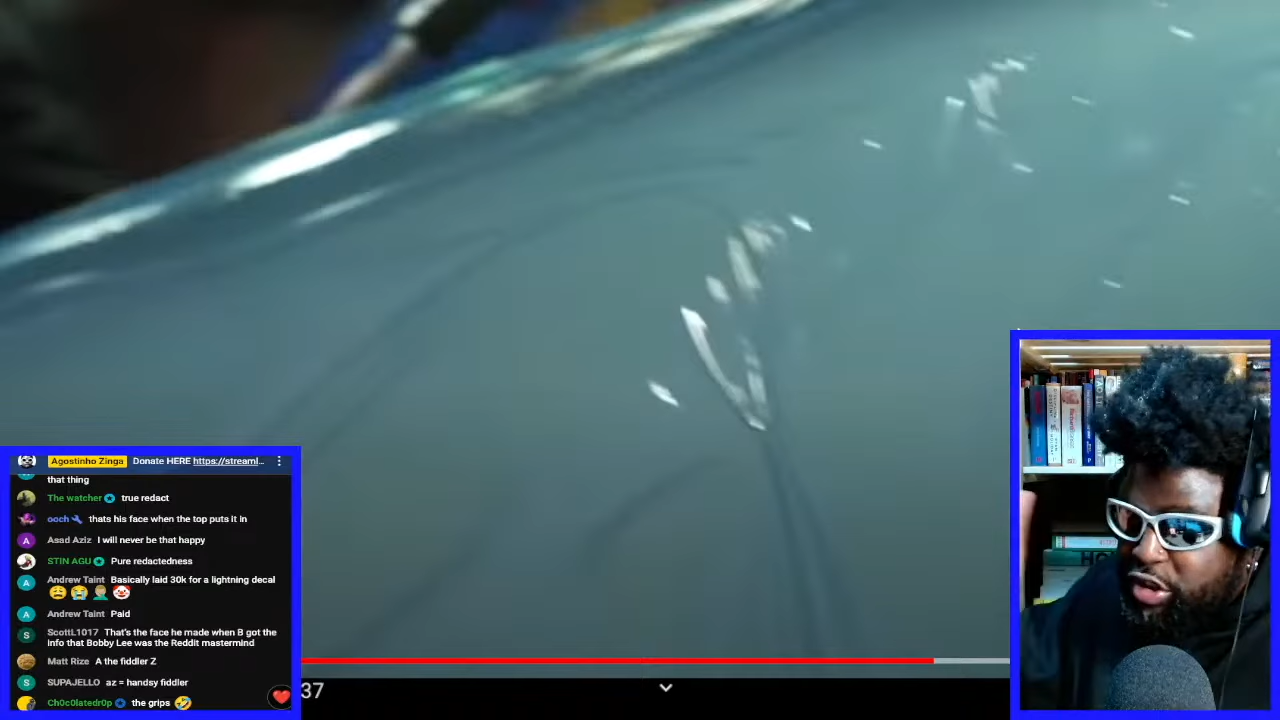 Agostinho Zinga Donate HERE https://streaml...
that thing
The watcher true redact
ooch thats his face when the top puts it in
Asad Aziz I will never be that happy
STIN AGU Pure redactedness
Andrew Taint Basically laid 30k for a lightning decal
Andrew Taint Paid
ScottL1017 That's the face he made when B got the
info that Bobby Lee was the Reddit mastermind
Matt Rize A the fiddler Z
SUPAJELLO az = handsy fiddler
Ch0c0latedr0p the grips
37